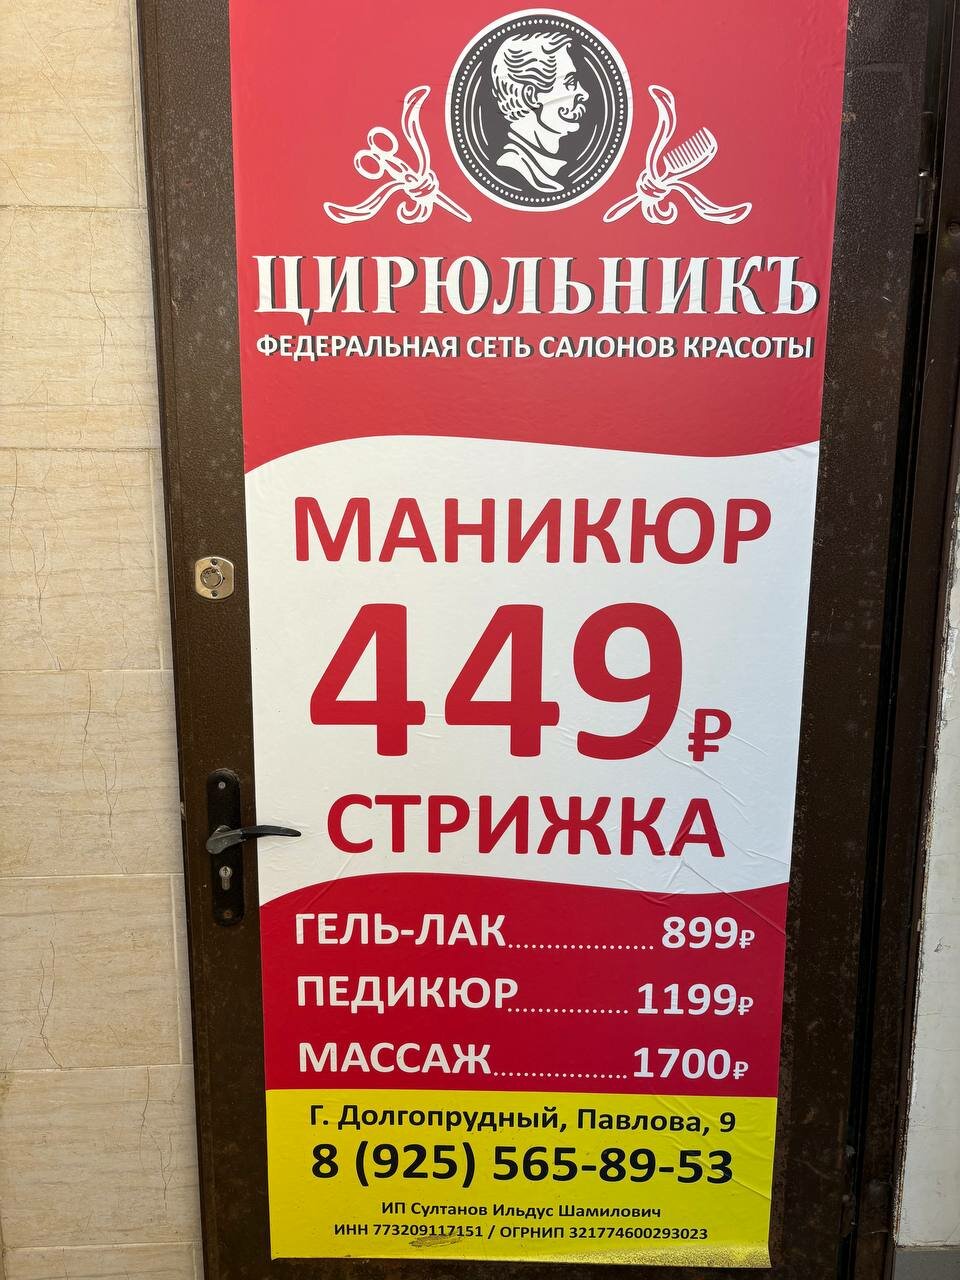 ЦИРЮЛЬНИКЪ
ФЕДЕРАЛЬНАЯ СЕТЬ САЛОНОВ КРАСОТЫ
МАНИКЮР
449₽
СТРИЖКА
ГЕЛЬ-ЛАК.................... 899₽
ПЕДИКЮР................. 1199₽
МАССАЖ................... 1700₽
Г. Долгопрудный, Павлова, 9
8 (925) 565-89-53
ИП Султанов Ильдус Шамилович
ИНН 773209117151 / ОГРНИП 321774600293023